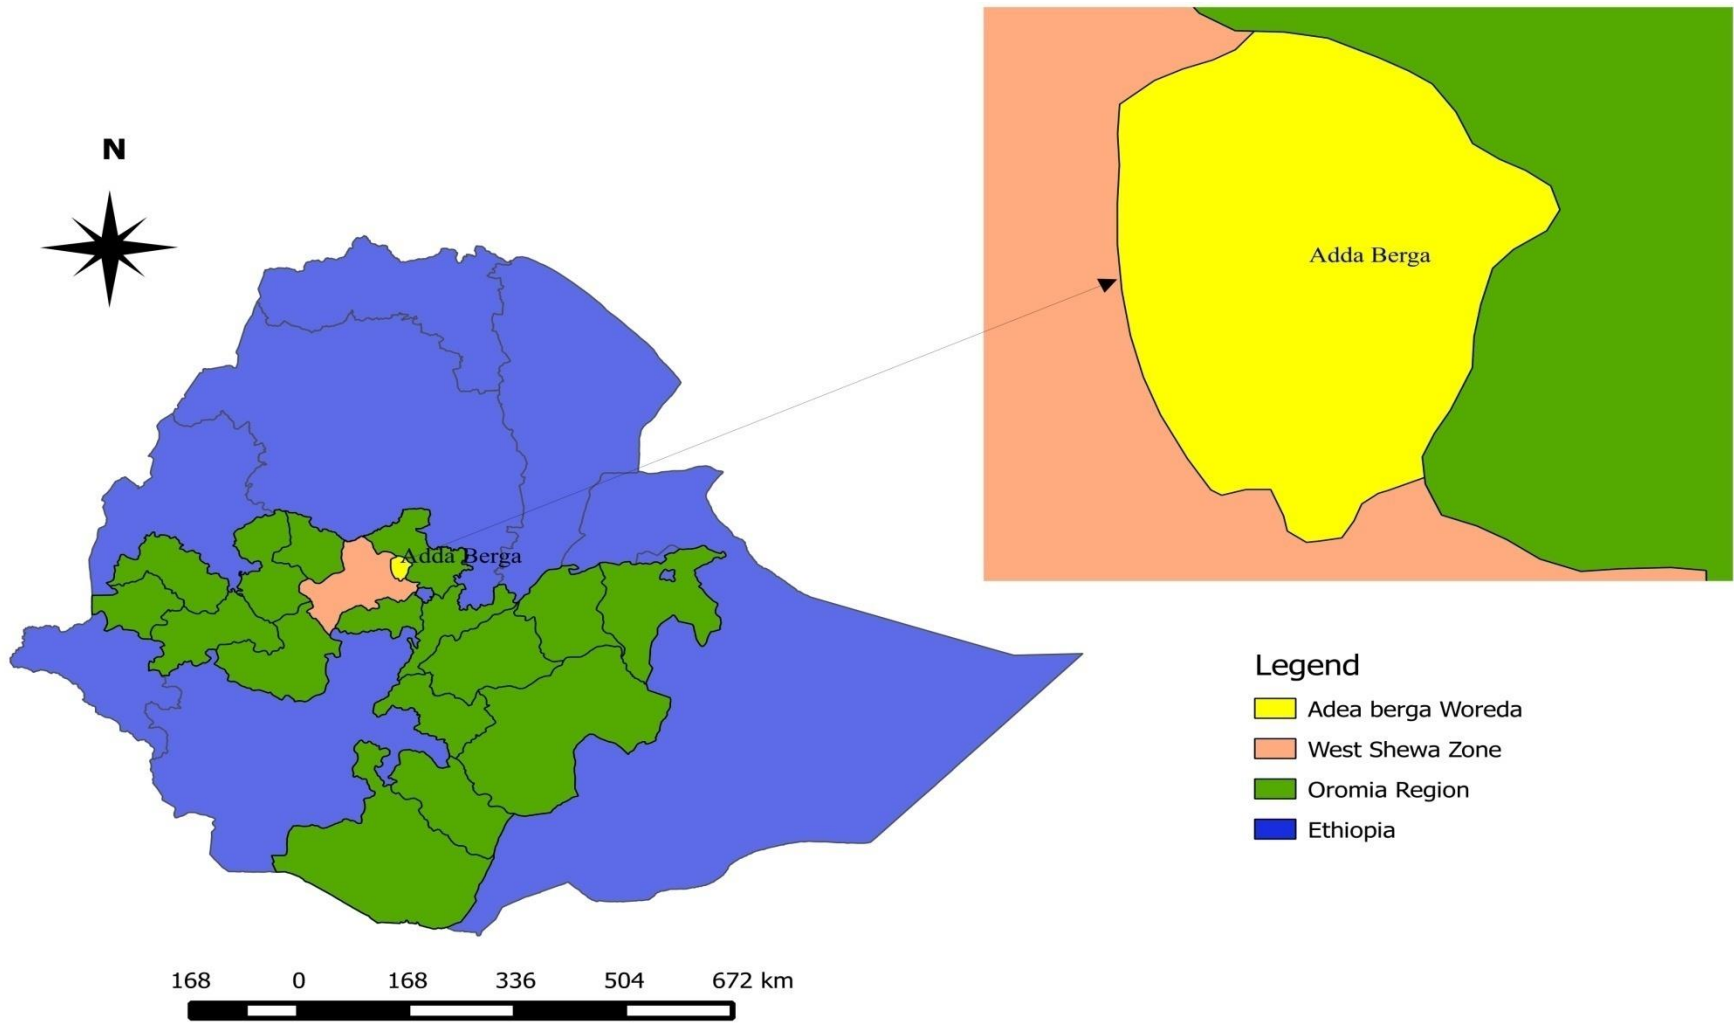 N
Adda Berga
Adda Berga
Legend
Adea berga Woreda
West Shewa Zone
Oromia Region
Ethiopia
168 0 168 336 504 672 km